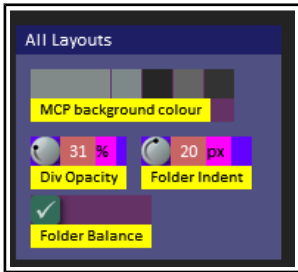 All Layouts
MCP background colour
31 % 20 px
Div Opacity Folder Indent
Folder Balance